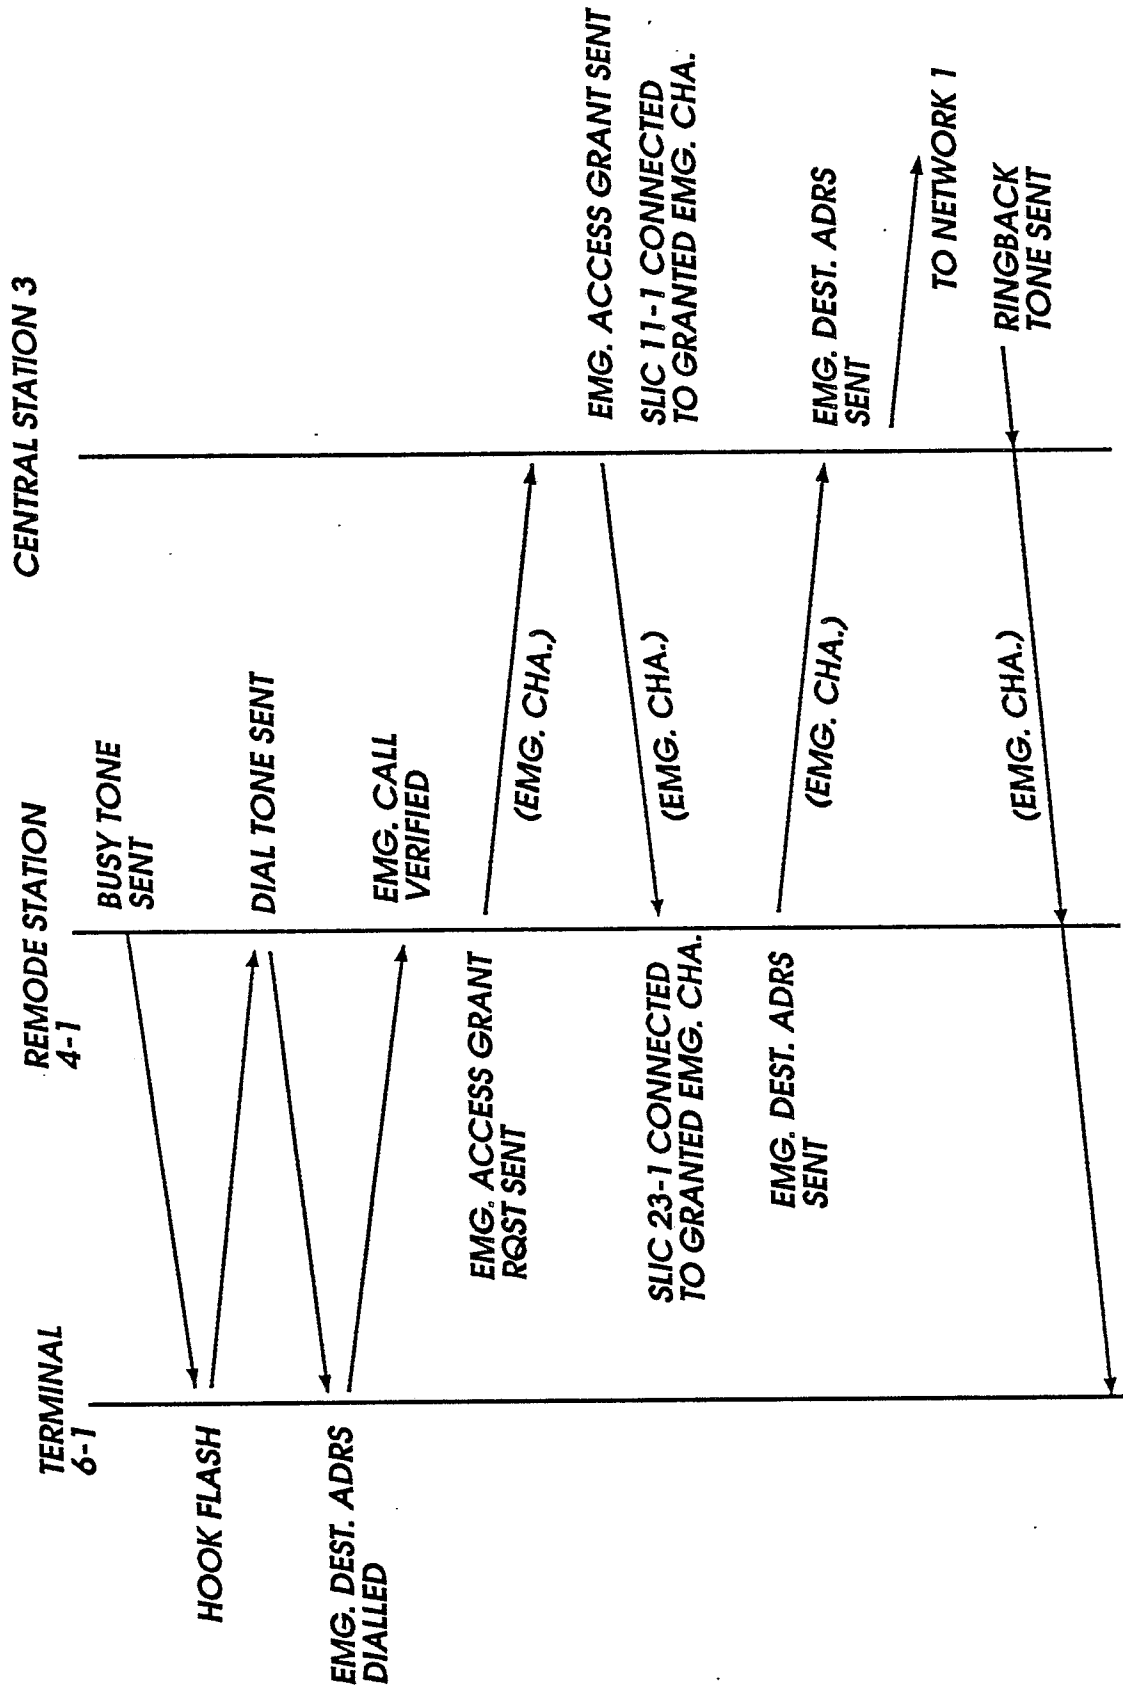 TERMINAL
6-1
REMODE STATION
4-1
CENTRAL STATION 3
BUSY TONE
SENT
HOOK FLASH
DIAL TONE SENT
EMG. DEST. ADRS
DIALLED
EMG. CALL
VERIFIED
EMG. ACCESS GRANT
RQST SENT
(EMG. CHA.)
EMG. ACCESS GRANT SENT
SLIC 11-1 CONNECTED
TO GRANTED EMG. CHA.
(EMG. CHA.)
SLIC 23-1 CONNECTED
TO GRANTED EMG. CHA.
EMG. DEST. ADRS
SENT
(EMG. CHA.)
EMG. DEST. ADRS
SENT
TO NETWORK 1
RINGBACK
TONE SENT
(EMG. CHA.)